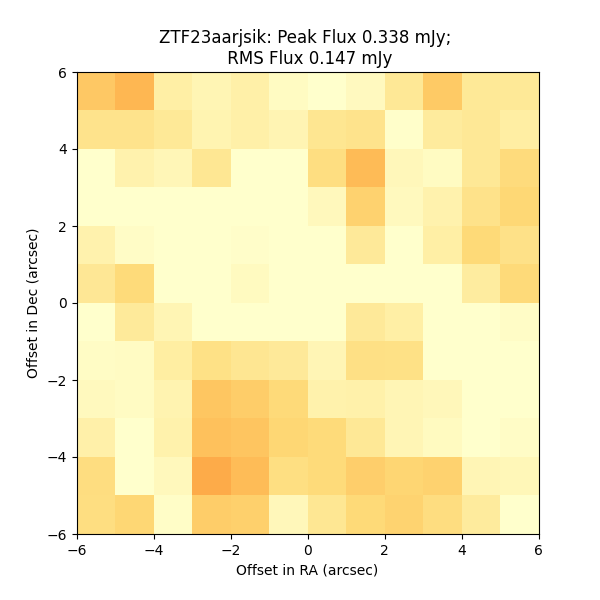 ZTF23aarjsik: Peak Flux 0.338 mJy;
RMS Flux 0.147 mJy
6
4
2
0
−2
−4
−6
Offset in Dec (arcsec)
−6 −4 −2 0 2 4 6
Offset in RA (arcsec)